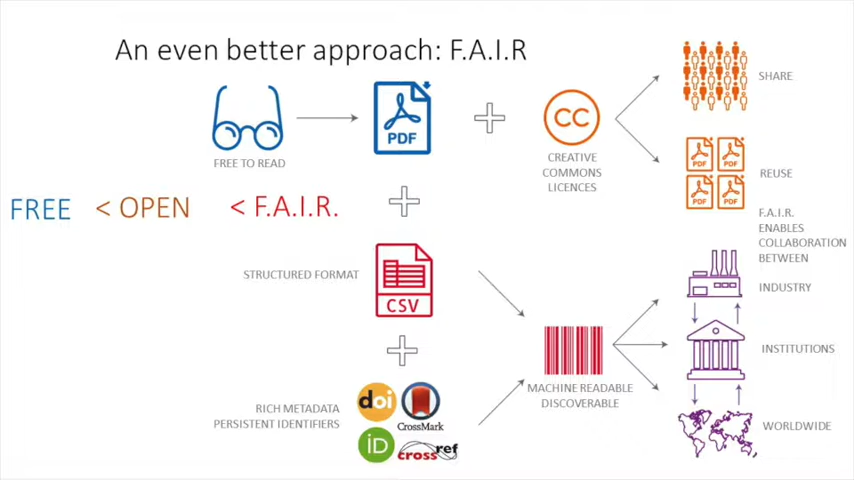 An even better approach: F.A.I.R
PDF
FREE TO READ
CC
CREATIVE
COMMONS
LICENCES
SHARE
PDF PDF
PDF PDF
REUSE
FREE < OPEN < F.A.I.R.
F.A.I.R.
ENABLES
COLLABORATION
BETWEEN
STRUCTURED FORMAT
CSV
INDUSTRY
INSTITUTIONS
MACHINE READABLE
DISCOVERABLE
RICH METADATA
PERSISTENT IDENTIFIERS
doi
CrossMark
iD
crossref
WORLDWIDE